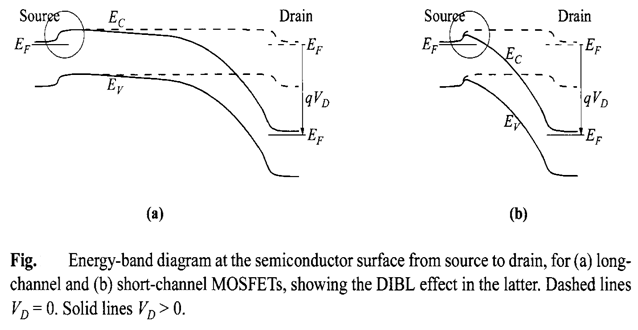 Source
Drain
E_C
E_F
E_F
E_V
qV_D
E_F
(a)
Source
Drain
E_F
E_F
E_C
qV_D
E_V
E_F
(b)
Fig. Energy-band diagram at the semiconductor surface from source to drain, for (a) long-
channel and (b) short-channel MOSFETs, showing the DIBL effect in the latter. Dashed lines
V_D = 0. Solid lines V_D > 0.